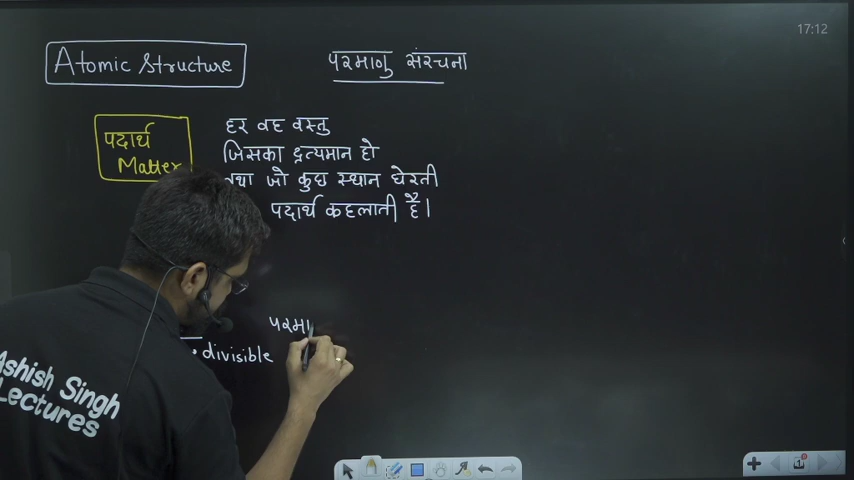 17:12
Atomic Structure
परमाणु संरचना
पदार्थ
Matter
हर वह वस्तु
जिसका द्रव्यमान हो
तथा जो कुछ स्थान घेरती
है
पदार्थ कहलाती है।
परमा
divisible
Ashish Singh
Lectures